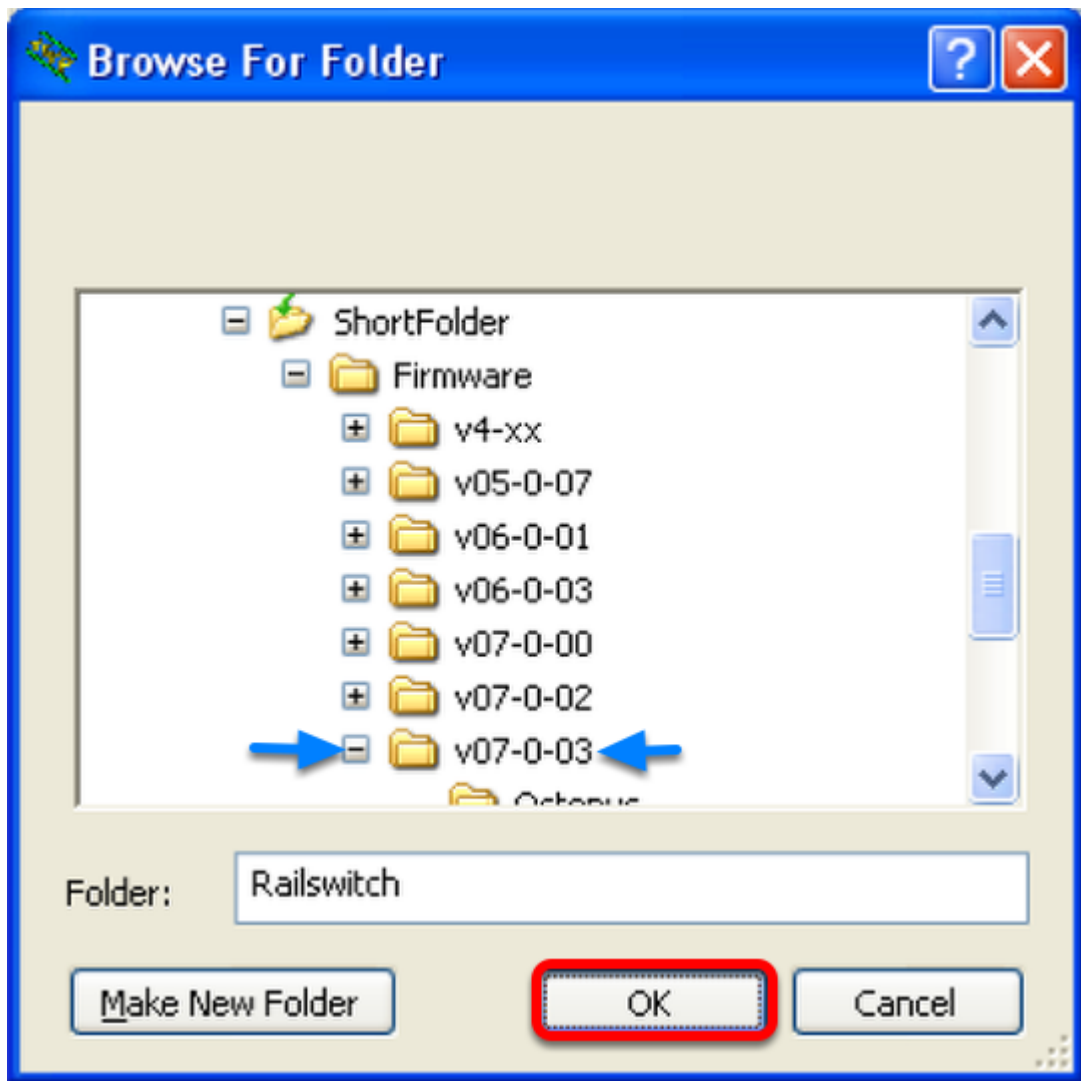 Browse For Folder
ShortFolder
Firmware
v4-xx
v05-0-07
v06-0-01
v06-0-03
v07-0-00
v07-0-02
v07-0-03
Octopus
Folder:
Railswitch
Make New Folder
OK
Cancel